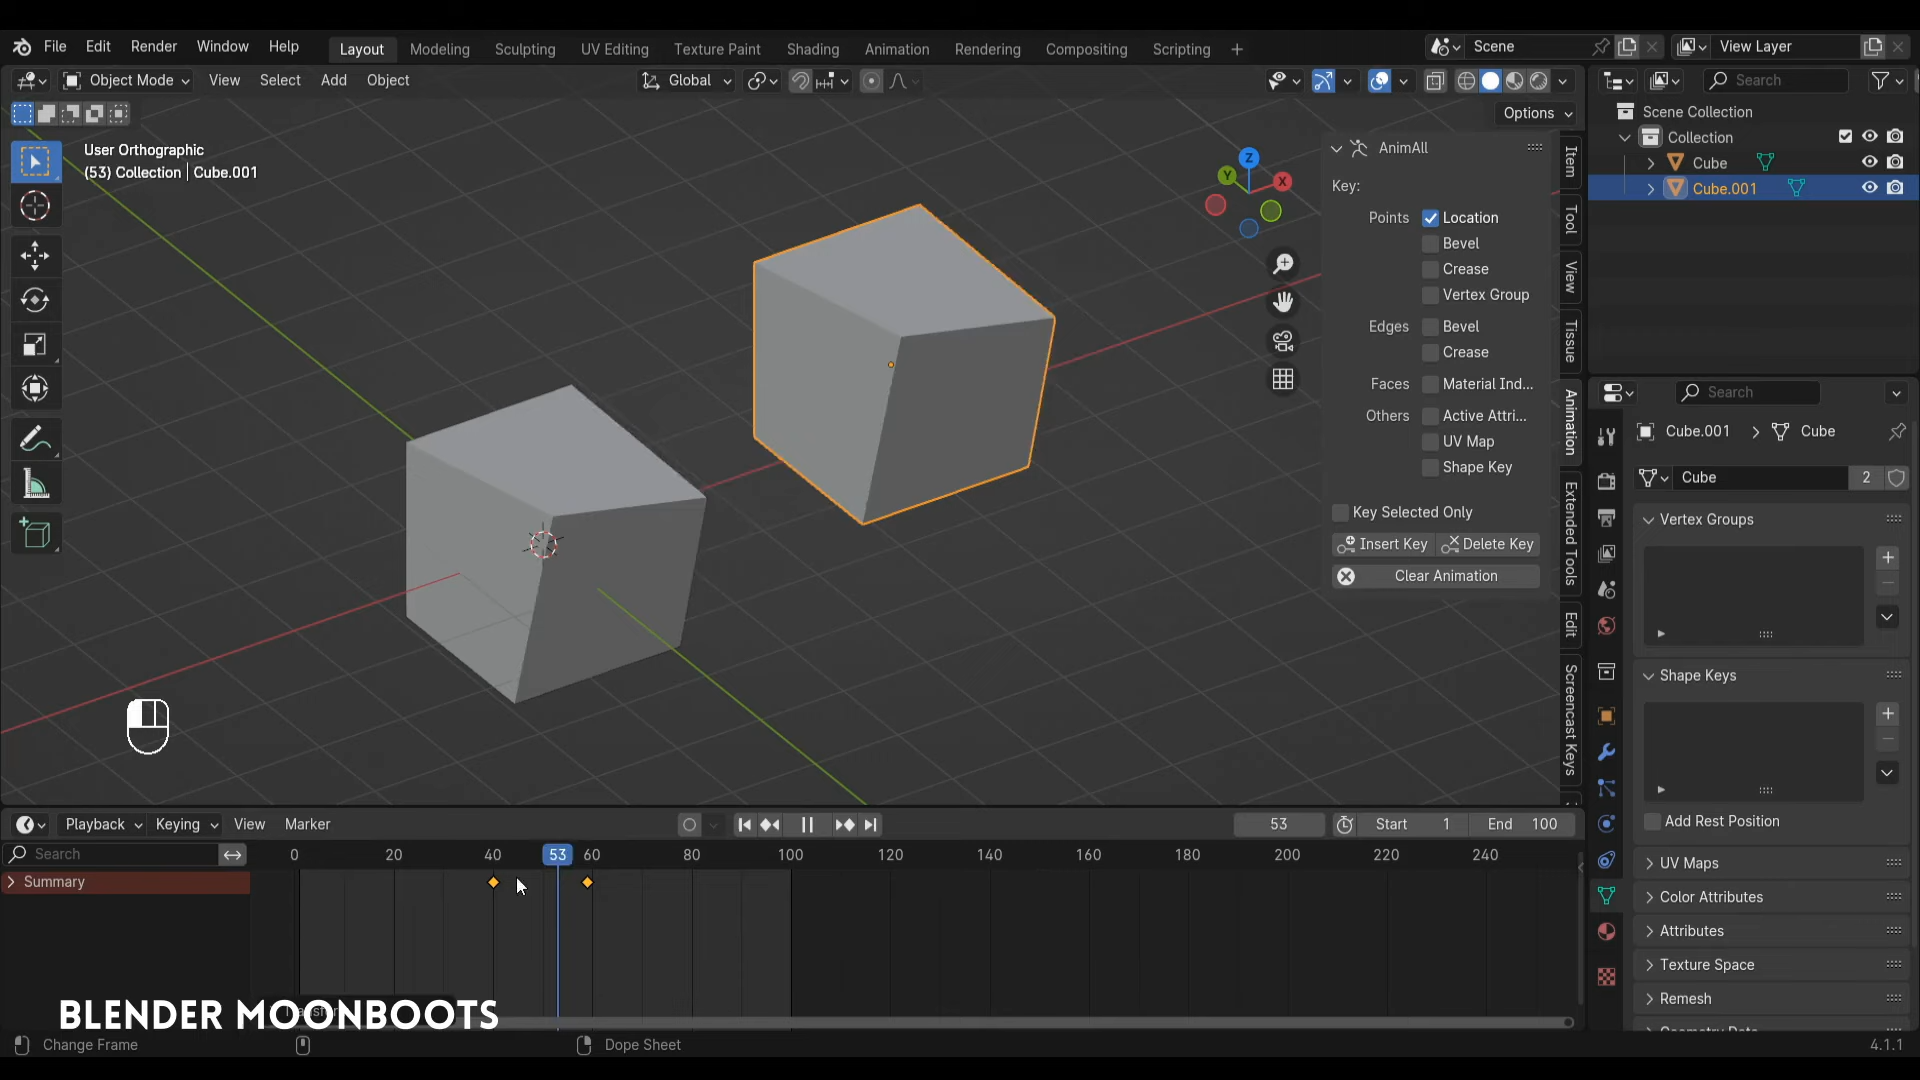 File Edit Render Window Help Layout Modeling Sculpting UV Editing Texture Paint Shading Animation Rendering Compositing Scripting + Scene View Layer
Object Mode View Select Add Object Global Search
Options
User Orthographic
(53) Collection | Cube.001
Z
Y
X
AnimAll
Key:
Points Location
Bevel
Crease
Vertex Group
Edges Bevel
Crease
Faces Material Ind...
Others Active Attri...
UV Map
Shape Key
Key Selected Only
Insert Key Delete Key
Clear Animation
Item
Tool
View
Tissue
Animation
Extended Tools
Edit
Screencast Keys
Scene Collection
Collection
Cube
Cube.001
Search
Cube.001 > Cube
Cube 2
Vertex Groups
Shape Keys
Add Rest Position
UV Maps
Color Attributes
Attributes
Texture Space
Remesh
Playback Keying View Marker 53 Start 1 End 100
Search 0 20 40 53 60 80 100 120 140 160 180 200 220 240
Summary
BLENDER MOONBOOTS
Change Frame Dope Sheet 4.1.1